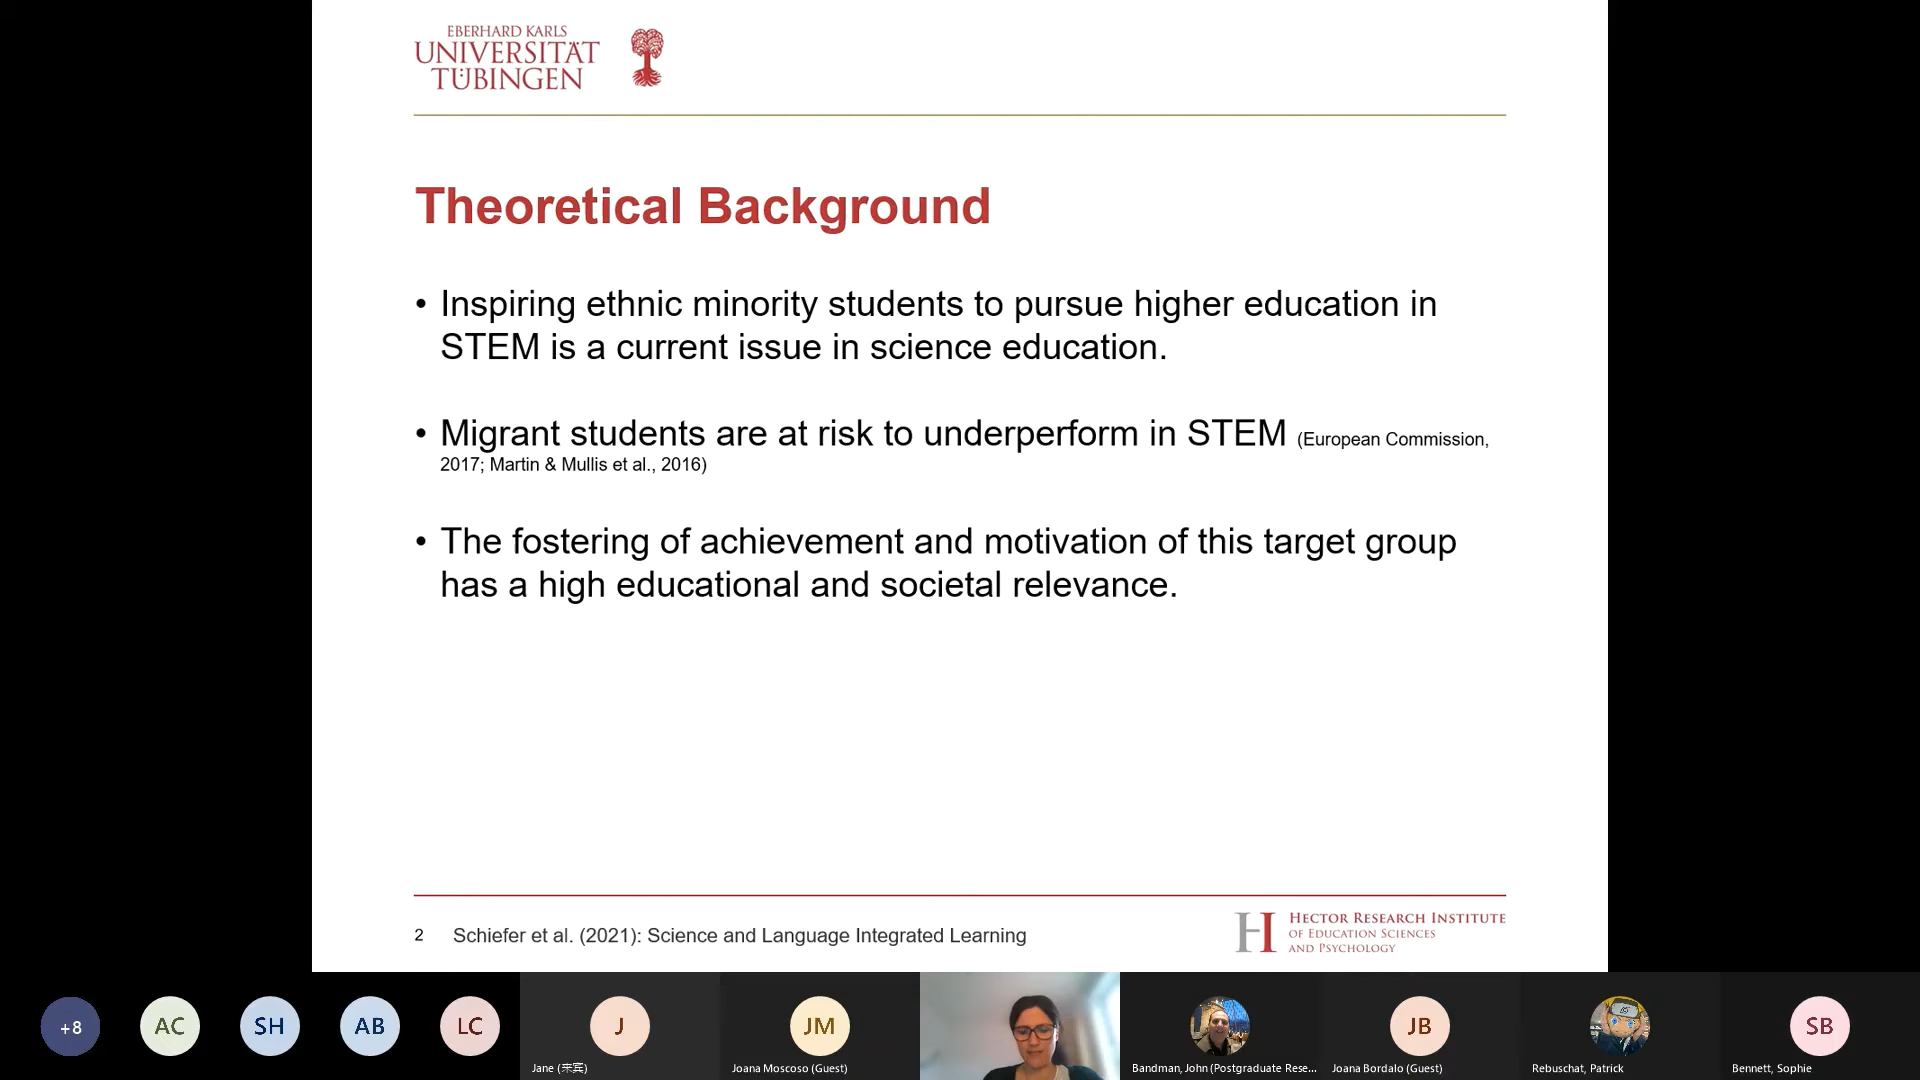 EBERHARD KARLS
UNIVERSITÄT
TÜBINGEN
Theoretical Background
• Inspiring ethnic minority students to pursue higher education in
STEM is a current issue in science education.
• Migrant students are at risk to underperform in STEM (European Commission,
2017; Martin & Mullis et al., 2016)
• The fostering of achievement and motivation of this target group
has a high educational and societal relevance.
2 Schiefer et al. (2021): Science and Language Integrated Learning
H HECTOR RESEARCH INSTITUTE
OF EDUCATION SCIENCES
AND PSYCHOLOGY
+8 AC SH AB LC J JM JB SB
Jane (来宾) Joana Moscoso (Guest) Bandman, John (Postgraduate Rese... Joana Bordalo (Guest) Rebuschat, Patrick Bennett, Sophie